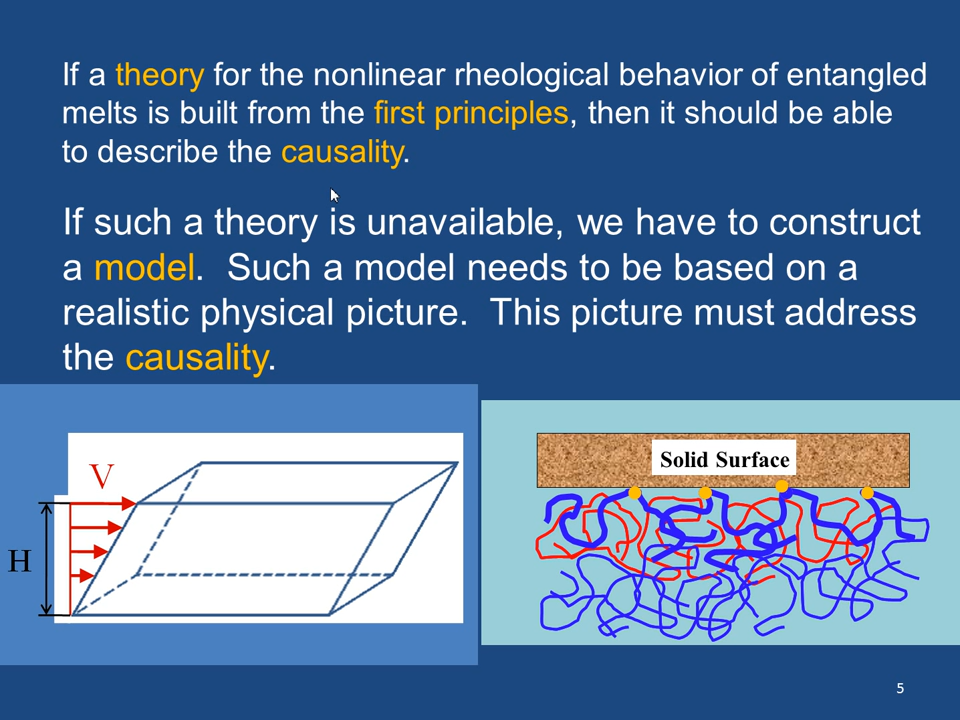 If a theory for the nonlinear rheological behavior of entangled
melts is built from the first principles, then it should be able
to describe the causality.
If such a theory is unavailable, we have to construct
a model. Such a model needs to be based on a
realistic physical picture. This picture must address
the causality.
V
H
Solid Surface
5